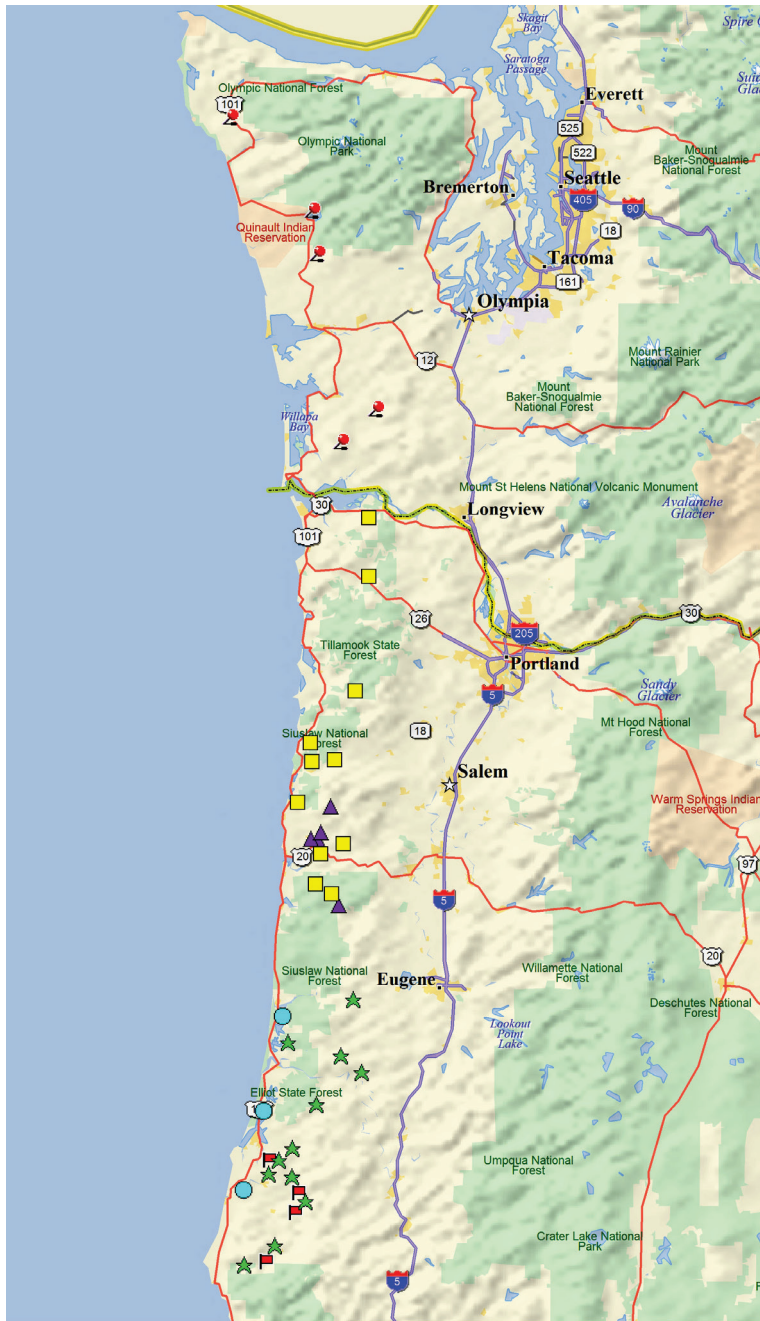 Skagit
Bay
Spire
Saratoga
Passage
Olympic National Forest
Everett
101
525
Olympic National
Park
522
Mount
Baker-Snoqualmie
National Forest
Bremerton
Seattle
405
90
Quinault Indian
Reservation
18
Tacoma
161
Olympia
12
Mount Rainier
National Park
Mount
Baker-Snoqualmie
National Forest
Willapa
Bay
Mount St Helens National Volcanic Monument
30
Longview
Avalanche
Glacier
101
26
30
205
Tillamook State
Forest
Portland
5
Sandy
Glacier
Siuslaw National
Forest
18
Mt Hood National
Forest
Salem
Warm Springs Indian
Reservation
20
97
5
20
Siuslaw National
Forest
Eugene
Willamette National
Forest
Deschutes National
Forest
Lookout
Point
Lake
Elliot State Forest
Umpqua National
Forest
Crater Lake National
Park
5